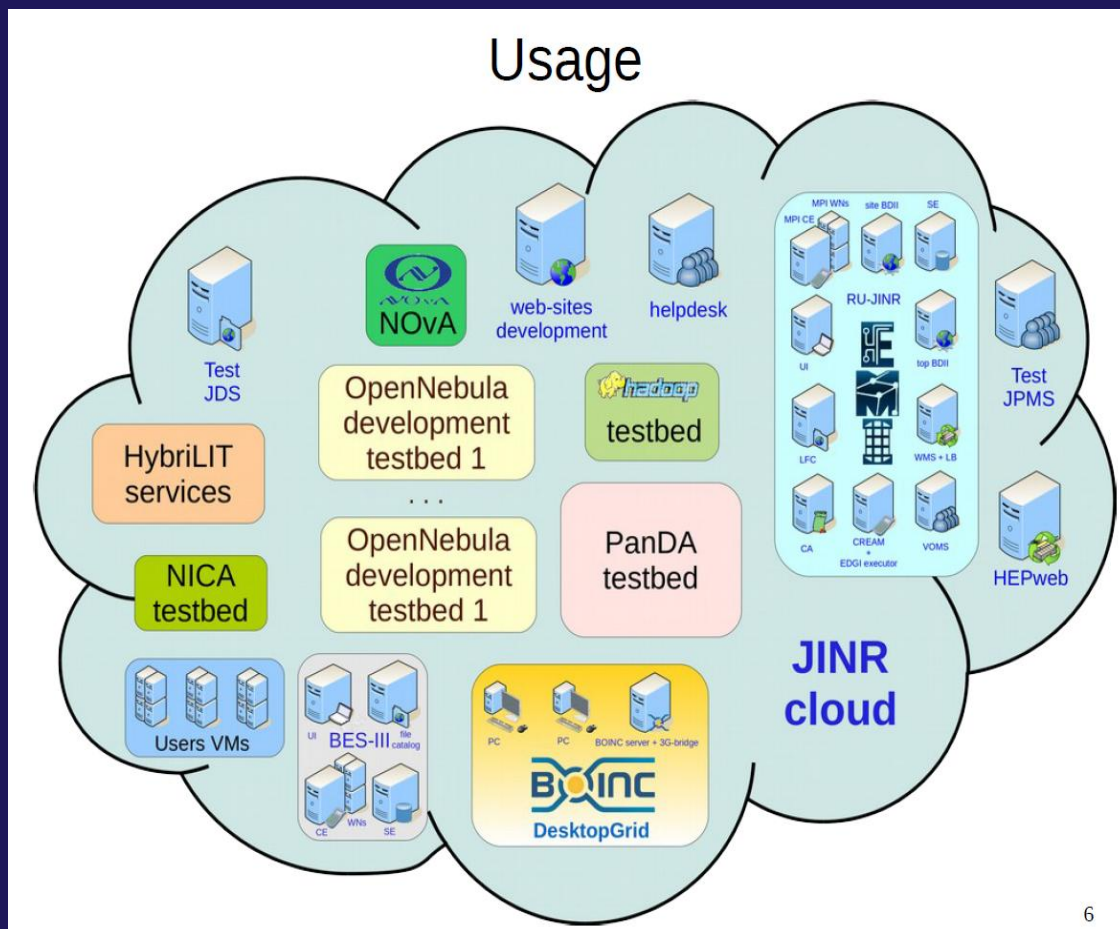 Usage
Test
JDS
NOvA
NOvA
web-sites
development
helpdesk
MPI CE
MPI WNs
site BDII
SE
RU-JINR
UI
top BDII
LFC
WMS + LB
CA
CREAM
+
EDGI executor
VOMS
Test
JPMS
HEPweb
HybriLIT
services
OpenNebula
development
testbed 1
. . .
OpenNebula
development
testbed 1
hadoop
testbed
PanDA
testbed
NICA
testbed
Users VMs
UI
BES-III
file
catalog
CE
WNs
SE
PC
PC
BOINC server + 3G-bridge
BOINC
DesktopGrid
JINR
cloud
6